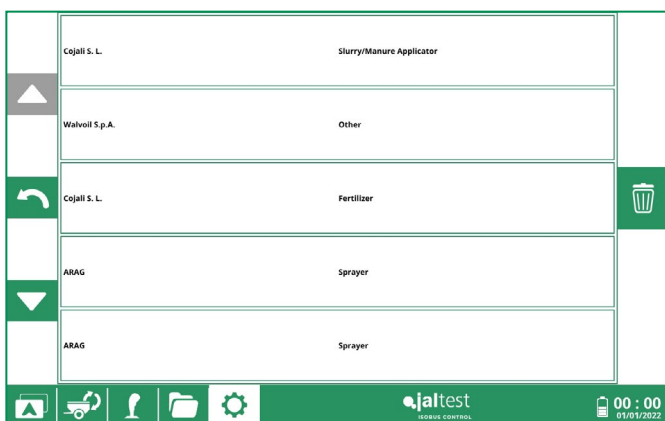 Cojali S. L. Slurry/Manure Applicator
Walvoil S.p.A. Other
Cojali S. L. Fertilizer
ARAG Sprayer
ARAG Sprayer
jaltest
ISOBUS CONTROL
00 : 00
01/01/2022